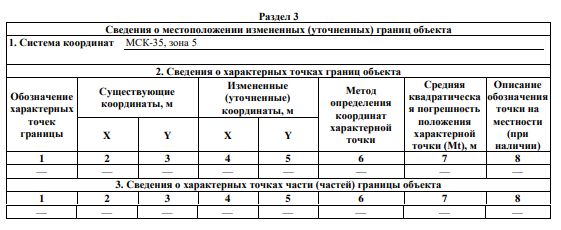 Раздел 3
Сведения о местоположении измененных (уточненных) границ объекта
1. Система координат МСК-35, зона 5
2. Сведения о характерных точках границ объекта
Обозначение характерных точек границы
Существующие координаты, м
Измененные (уточненные) координаты, м
Метод определения координат характерной точки
Средняя квадратическа я погрешность положения характерной точки (Mt), м
Описание обозначения точки на местности (при наличии)
X Y X Y
1 2 3 4 5 6 7 8
— — — — — — — —
3. Сведения о характерных точках части (частей) границы объекта
1 2 3 4 5 6 7 8
— — — — — — — —